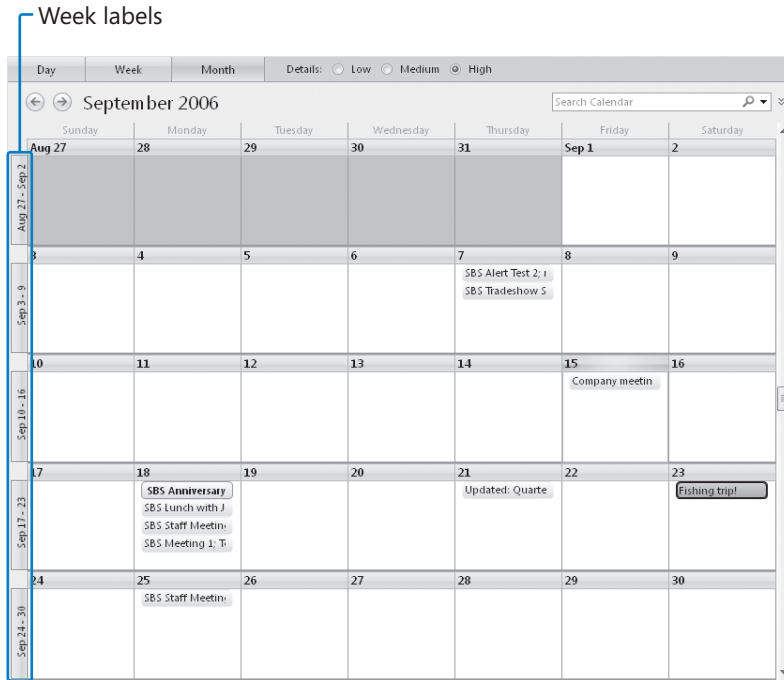 Week labels
Day Week Month Details: Low Medium High
September 2006 Search Calendar
Sunday Monday Tuesday Wednesday Thursday Friday Saturday
Aug 27 - Sep 2
Aug 27 28 29 30 31 Sep 1 2
Sep 3 - 9
3 4 5 6 7 8 9
SBS Alert Test 2;
SBS Tradeshow S
Sep 10 - 16
10 11 12 13 14 15 16
Company meetin
Sep 17 - 23
17 18 19 20 21 22 23
SBS Anniversary Updated: Quarte Fishing trip!
SBS Lunch with J
SBS Staff Meeting
SBS Meeting 1; T
Sep 24 - 30
24 25 26 27 28 29 30
SBS Staff Meeting